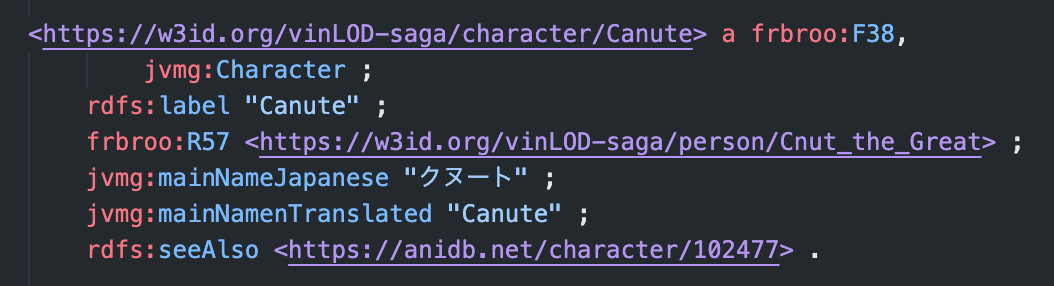 <https://w3id.org/vinLOD-saga/character/Canute> a frbroo:F38,
jvmg:Character ;
rdfs:label "Canute" ;
frbroo:R57 <https://w3id.org/vinLOD-saga/person/Cnut_the_Great> ;
jvmg:mainNameJapanese "クヌート" ;
jvmg:mainNamenTranslated "Canute" ;
rdfs:seeAlso <https://anidb.net/character/102477> .